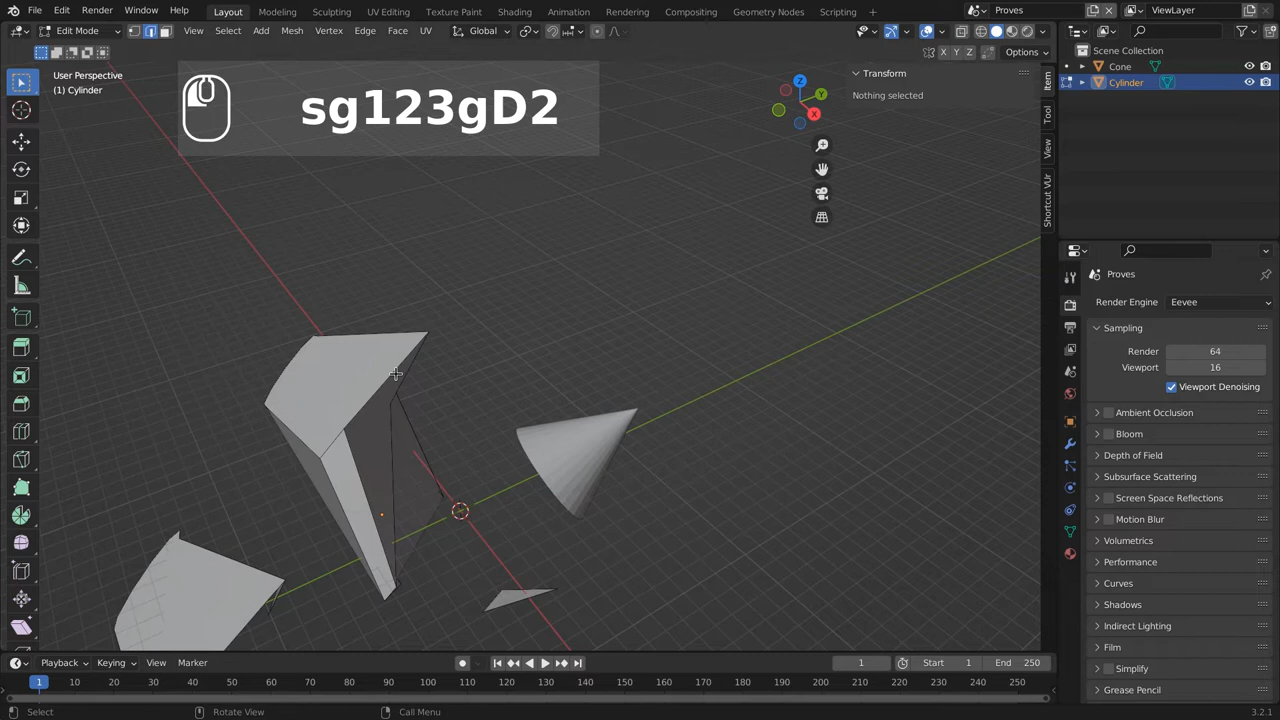 File Edit Render Window Help Layout Modeling Sculpting UV Editing Texture Paint Shading Animation Rendering Compositing Geometry Nodes Scripting Proves ViewLayer
Edit Mode View Select Add Mesh Vertex Edge Face UV Global
X Y Z Options
User Perspective
(1) Cylinder
sg123gD2
Z
Y
X
Transform
Nothing selected
Item
Tool
View
Shortcut VUr
Scene Collection
Cone
Cylinder
Proves
Render Engine Eevee
Sampling
Render 64
Viewport 16
Viewport Denoising
Ambient Occlusion
Bloom
Depth of Field
Subsurface Scattering
Screen Space Reflections
Motion Blur
Volumetrics
Performance
Curves
Shadows
Indirect Lighting
Film
Simplify
Grease Pencil
Playback Keying View Marker 1 Start 1 End 250
1 10 20 30 40 50 60 70 80 90 100 110 120 130 140 150 160 170 180 190 200 210 220 230 240 250
Select Rotate View Call Menu 3.2.1